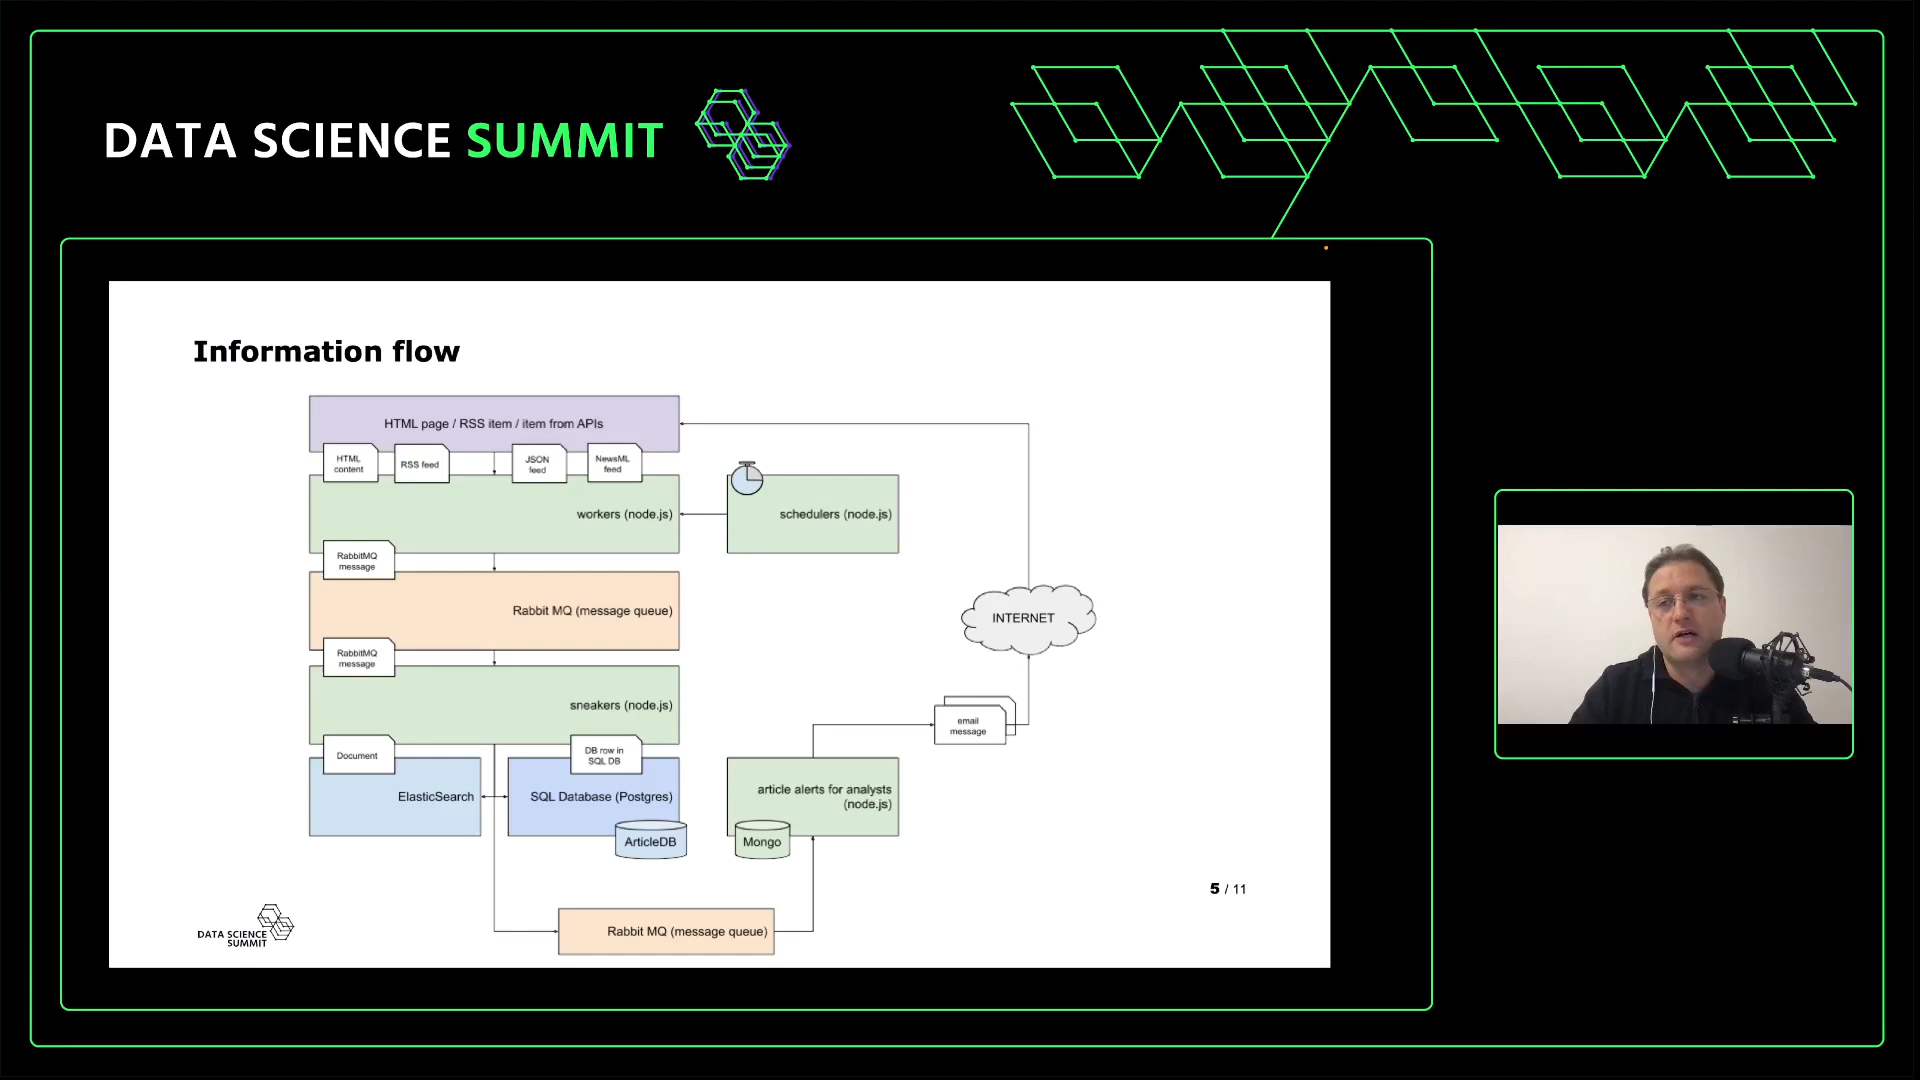 DATA SCIENCE SUMMIT
Information flow
HTML page / RSS item / item from APIs
HTML
content
RSS feed
JSON
feed
NewsML
feed
workers (node.js)
schedulers (node.js)
RabbitMQ
message
Rabbit MQ (message queue)
INTERNET
RabbitMQ
message
sneakers (node.js)
email
message
Document
DB row in
SQL DB
ElasticSearch
SQL Database (Postgres)
article alerts for analysts
(node.js)
ArticleDB
Mongo
5 / 11
Rabbit MQ (message queue)
DATA SCIENCE
SUMMIT